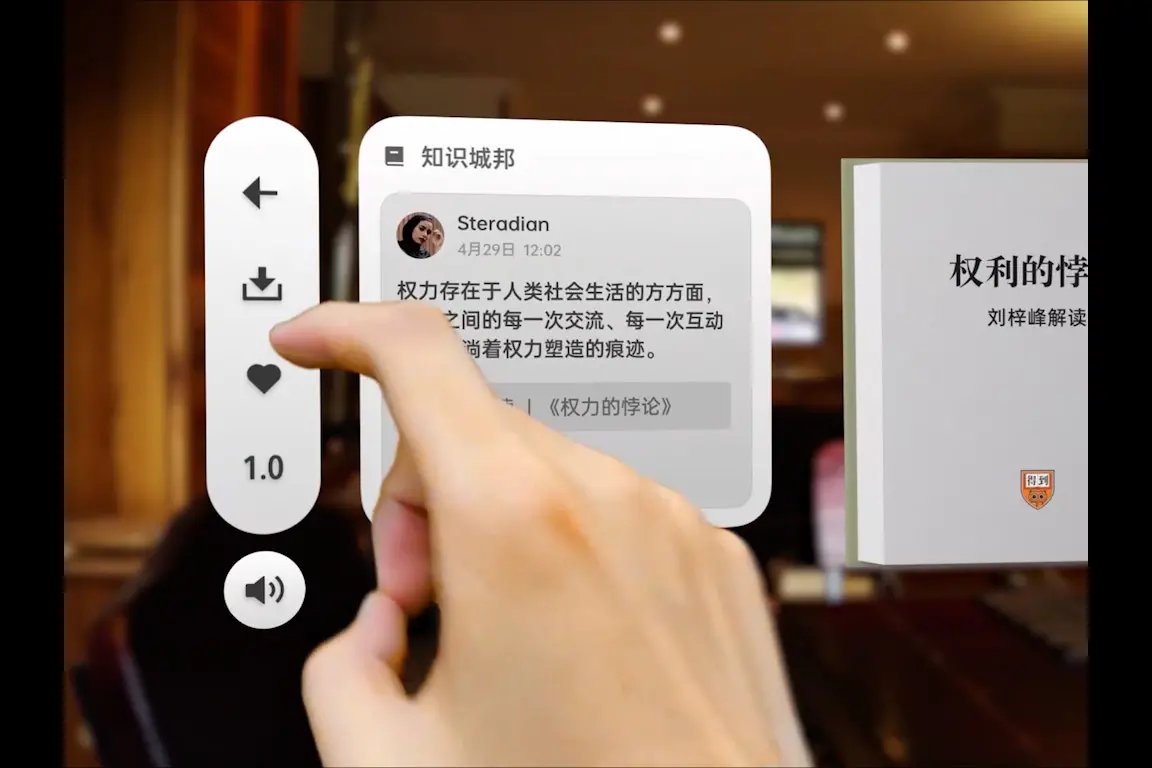 知识城邦
Steradian
4月29日 12:02
权力存在于人类社会生活的方方面，
之间的每一次交流、每一次互动
淌着权力塑造的痕迹。
| 《权力的悖论》
1.0
权利的悖
刘梓峰解读
得到